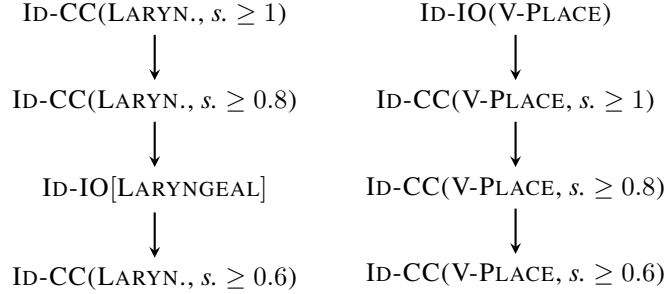 ID-CC(LARYN., s. ≥ 1)
ID-CC(LARYN., s. ≥ 0.8)
ID-IO[LARYNGEAL]
ID-CC(LARYN., s. ≥ 0.6)
ID-IO(V-PLACE)
ID-CC(V-PLACE, s. ≥ 1)
ID-CC(V-PLACE, s. ≥ 0.8)
ID-CC(V-PLACE, s. ≥ 0.6)